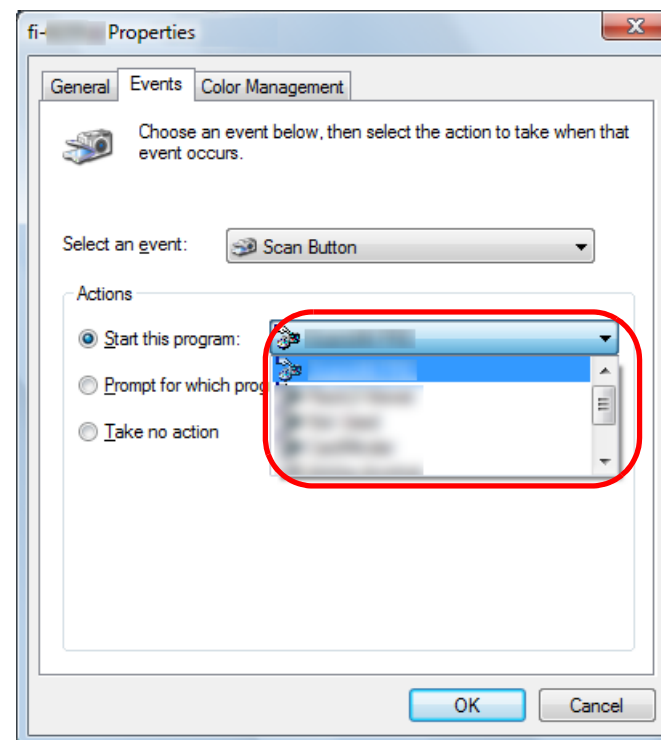 fi- Properties
General Events Color Management
Choose an event below, then select the action to take when that
event occurs.
Select an event: Scan Button
Actions
Start this program:
Prompt for which prog
Take no action
OK Cancel